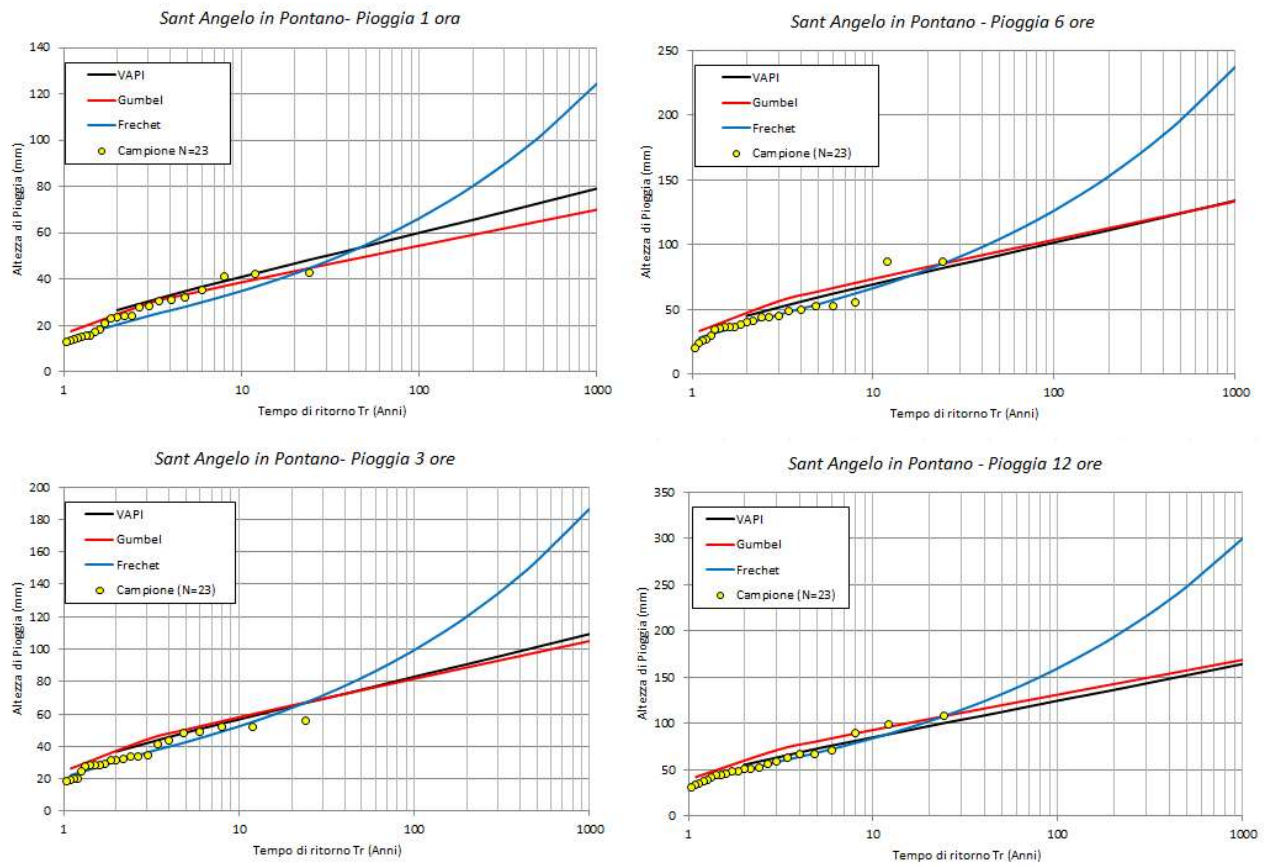 Sant Angelo in Pontano- Pioggia 1 ora
Altezza di Pioggia (mm)
140
120
100
80
60
40
20
0
VAPI
Gumbel
Frechet
Campione N=23
1
10
100
1000
Tempo di ritorno Tr (Anni)
Sant Angelo in Pontano - Pioggia 6 ore
Altezza di Pioggia (mm)
250
200
150
100
50
0
VAPI
Gumbel
Frechet
Campione (N=23)
1
10
100
1000
Tempo di ritorno Tr (Anni)
Sant Angelo in Pontano- Pioggia 3 ore
Altezza di Pioggia (mm)
200
180
160
140
120
100
80
60
40
20
0
VAPI
Gumbel
Frechet
Campione (N=23)
1
10
100
1000
Tempo di ritorno Tr (Anni)
Sant Angelo in Pontano - Pioggia 12 ore
Altezza di Pioggia (mm)
350
300
250
200
150
100
50
0
VAPI
Gumbel
Frechet
Campione (N=23)
1
10
100
1000
Tempo di ritorno Tr (Anni)